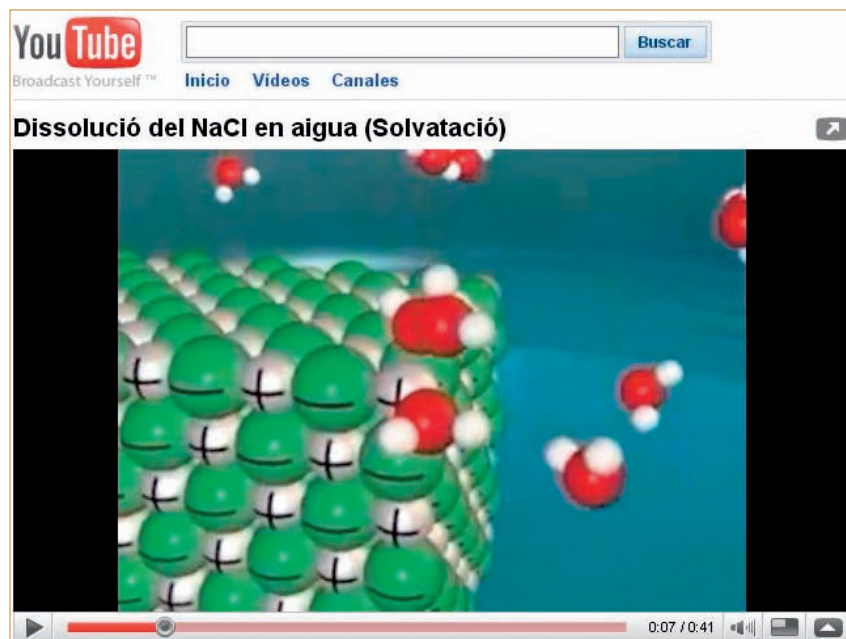 You Tube
Buscar
Broadcast Yourself ™
Inicio Vídeos Canales
Dissolució del NaCl en aigua (Solvatació)
0:07 / 0:41